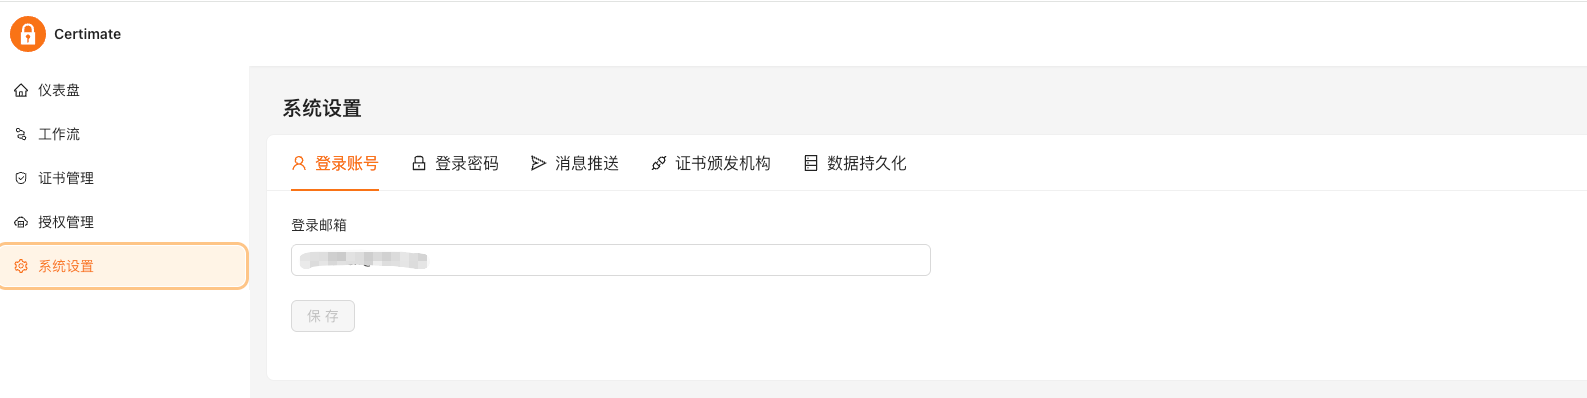 Certimate
仪表盘
工作流
证书管理
授权管理
系统设置
系统设置
登录账号 登录密码 消息推送 证书颁发机构 数据持久化
登录邮箱
保 存